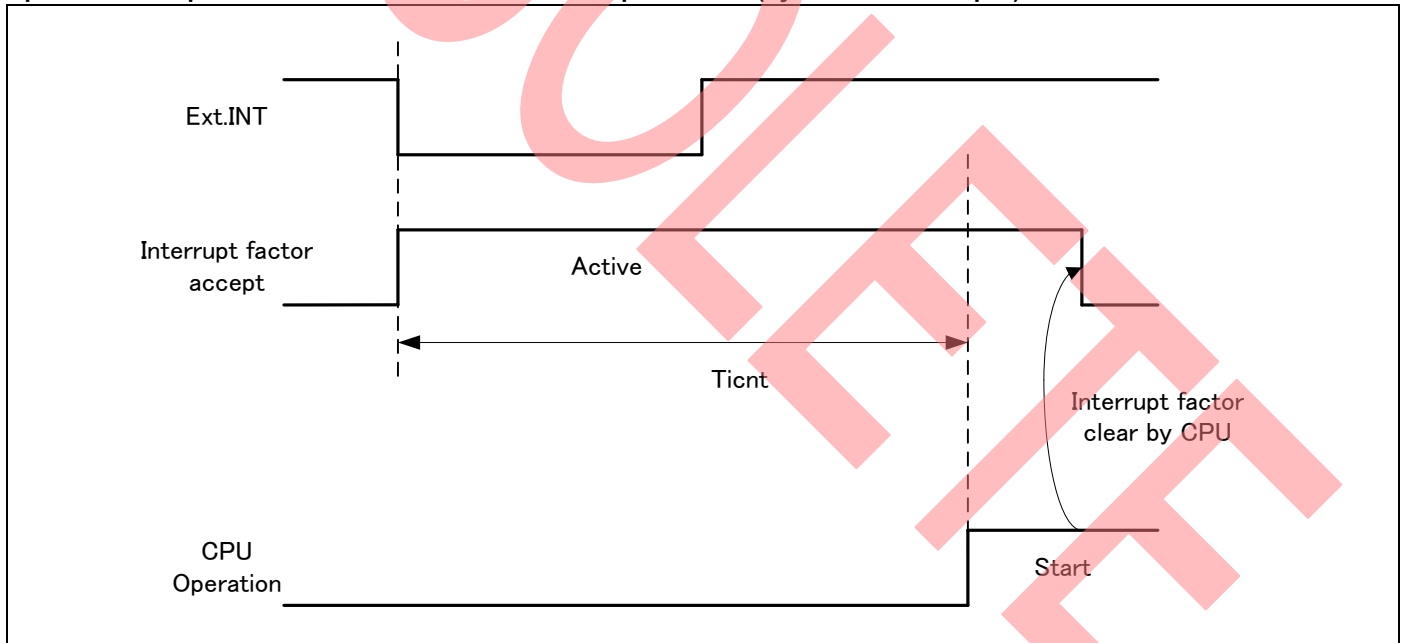 Ext.INT
Interrupt factor
accept
Active
Ticnt
Interrupt factor
clear by CPU
CPU
Operation
Start